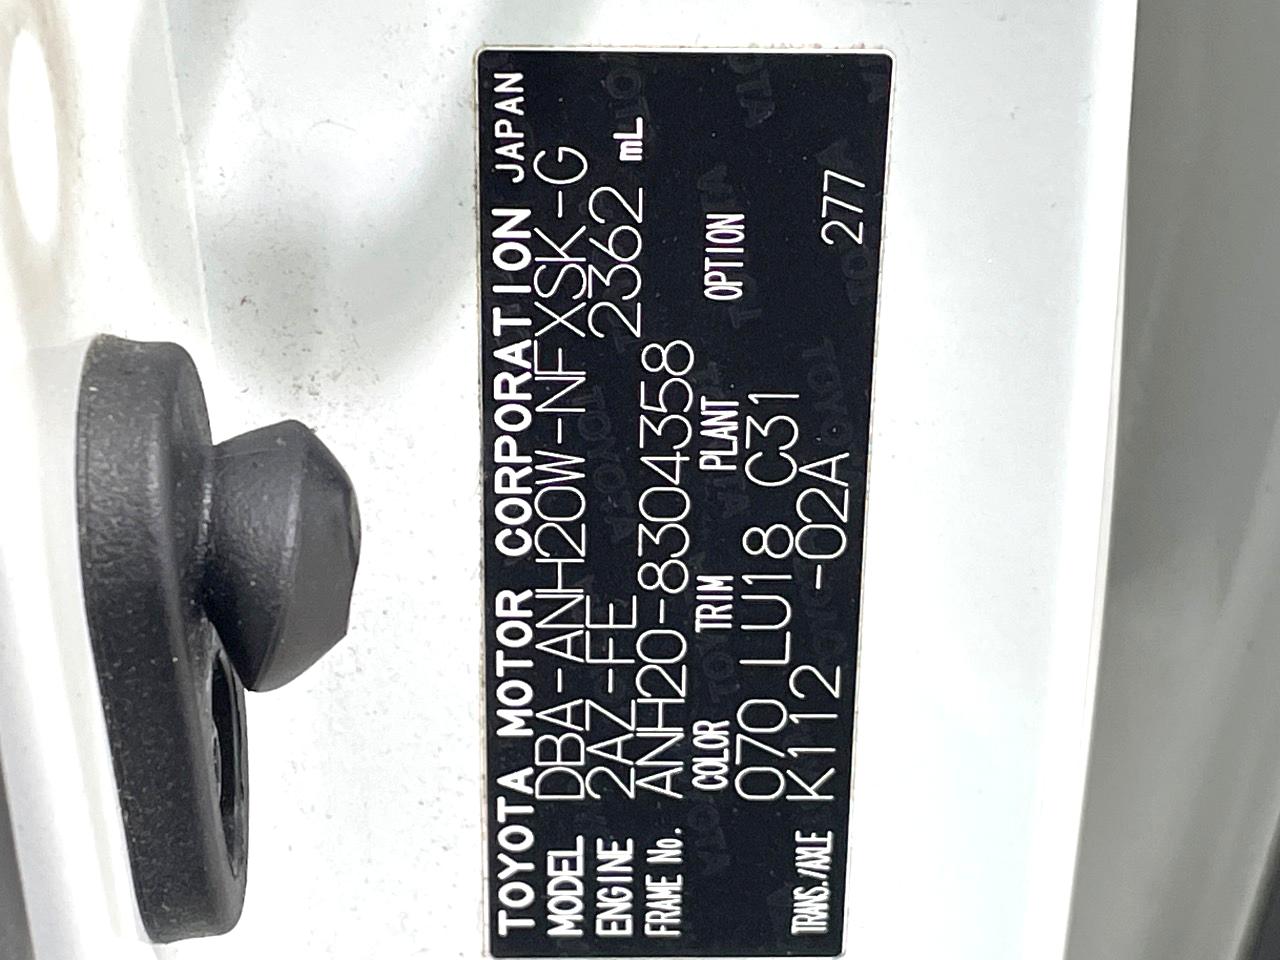 TOYOTA MOTOR CORPORATION JAPAN
MODEL DBA-ANH20W-NFXSK-G
ENGINE 2AZ-FE 2362 mL
FRAME No. ANH20-8304358
COLOR TRIM PLANT OPTION
070 LU18 C31
TRANS./AXLE K112 -02A 277